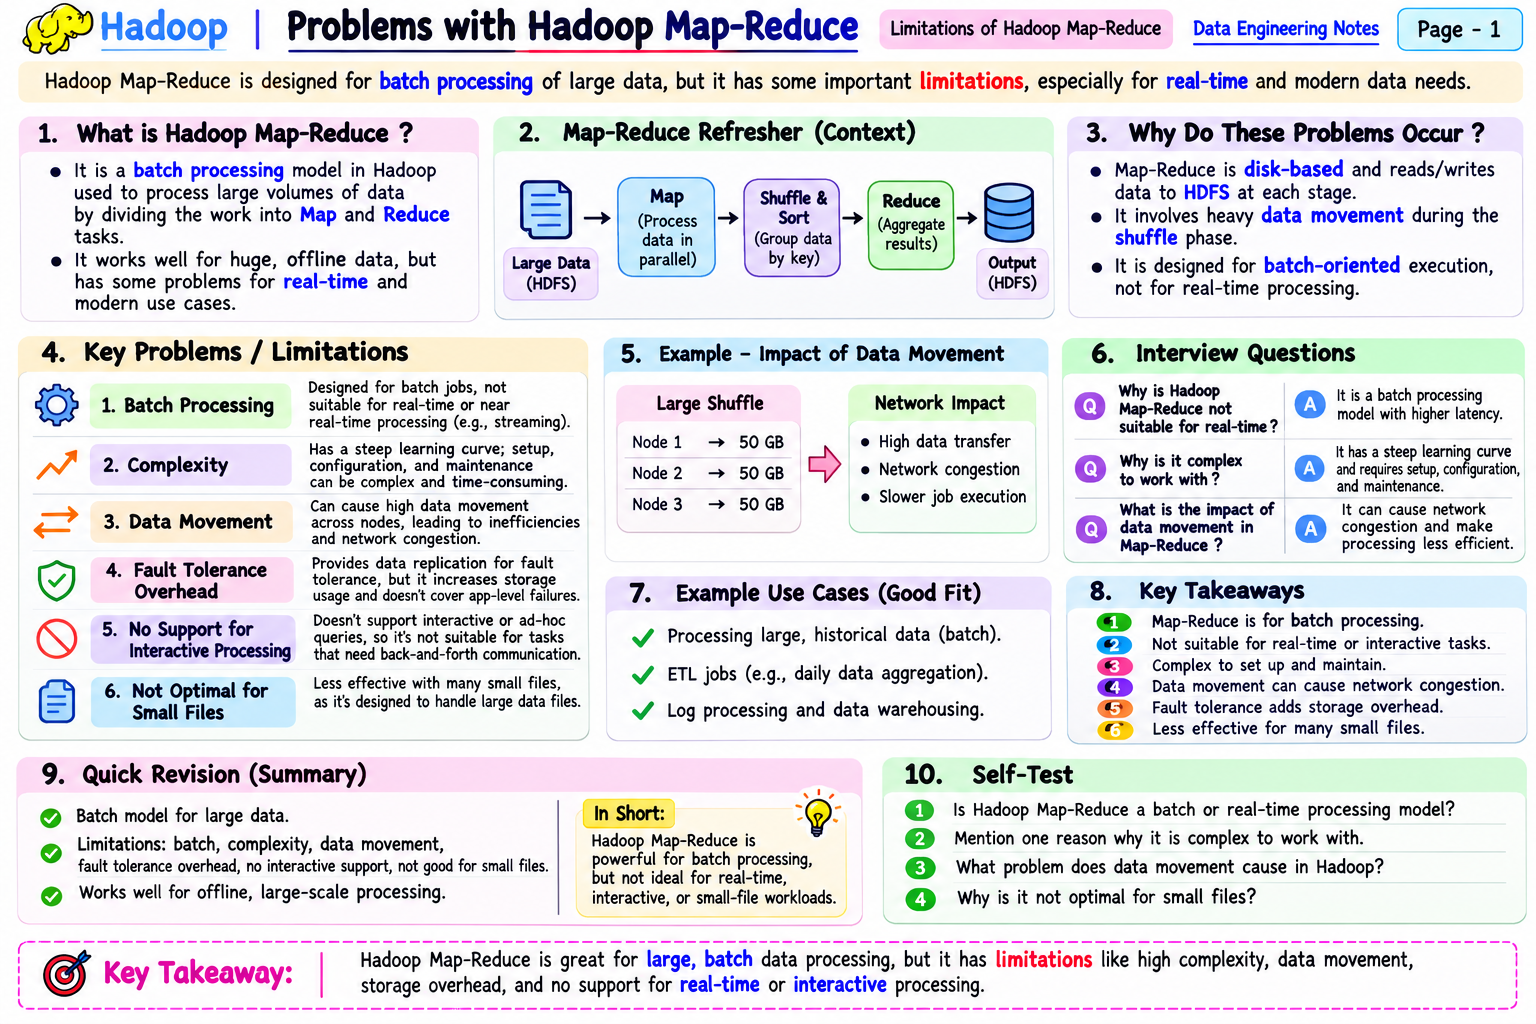 Hadoop
Problems with Hadoop Map-Reduce
Limitations of Hadoop Map-Reduce
Data Engineering Notes
Page - 1
Hadoop Map-Reduce is designed for batch processing of large data, but it has some important limitations, especially for real-time and modern data needs.
1. What is Hadoop Map-Reduce ?
• It is a batch processing model in Hadoop
used to process large volumes of data
by dividing the work into Map and Reduce
tasks.
• It works well for huge, offline data, but
has some problems for real-time and
modern use cases.
2. Map-Reduce Refresher (Context)
Large Data
(HDFS)
Map
(Process
data in
parallel)
Shuffle &
Sort
(Group data
by key)
Reduce
(Aggregate
results)
Output
(HDFS)
3. Why Do These Problems Occur ?
• Map-Reduce is disk-based and reads/writes
data to HDFS at each stage.
• It involves heavy data movement during the
shuffle phase.
• It is designed for batch-oriented execution,
not for real-time processing.
4. Key Problems / Limitations
1. Batch Processing
Designed for batch jobs, not
suitable for real-time or near
real-time processing (e.g., streaming).
2. Complexity
Has a steep learning curve; setup,
configuration, and maintenance
can be complex and time-consuming.
3. Data Movement
Can cause high data movement
across nodes, leading to inefficiencies
and network congestion.
4. Fault Tolerance
Overhead
Provides data replication for fault
tolerance, but it increases storage
usage and doesn't cover app-level failures.
5. No Support for
Interactive Processing
Doesn't support interactive or ad-hoc
queries, so it's not suitable for tasks
that need back-and-forth communication.
6. Not Optimal for
Small Files
Less effective with many small files,
as it's designed to handle large data files.
5. Example - Impact of Data Movement
Large Shuffle
Node 1 → 50 GB
Node 2 → 50 GB
Node 3 → 50 GB
Network Impact
• High data transfer
• Network congestion
• Slower job execution
6. Interview Questions
Q
Why is Hadoop
Map-Reduce not
suitable for real-time ?
A
It is a batch processing
model with higher latency.
Q
Why is it complex
to work with ?
A
It has a steep learning curve
and requires setup, configuration,
and maintenance.
Q
What is the impact of
data movement in
Map-Reduce ?
A
It can cause network
congestion and make
processing less efficient.
7. Example Use Cases (Good Fit)
✓ Processing large, historical data (batch).
✓ ETL jobs (e.g., daily data aggregation).
✓ Log processing and data warehousing.
8. Key Takeaways
1 Map-Reduce is for batch processing.
2 Not suitable for real-time or interactive tasks.
3 Complex to set up and maintain.
4 Data movement can cause network congestion.
5 Fault tolerance adds storage overhead.
6 Less effective for many small files.
9. Quick Revision (Summary)
Batch model for large data.
Limitations: batch, complexity, data movement,
fault tolerance overhead, no interactive support, not good for small files.
Works well for offline, large-scale processing.
In Short:
Hadoop Map-Reduce is
powerful for batch processing,
but not ideal for real-time,
interactive, or small-file workloads.
10. Self-Test
1 Is Hadoop Map-Reduce a batch or real-time processing model?
2 Mention one reason why it is complex to work with.
3 What problem does data movement cause in Hadoop?
4 Why is it not optimal for small files?
Key Takeaway:
Hadoop Map-Reduce is great for large, batch data processing, but it has limitations like high complexity, data movement,
storage overhead, and no support for real-time or interactive processing.